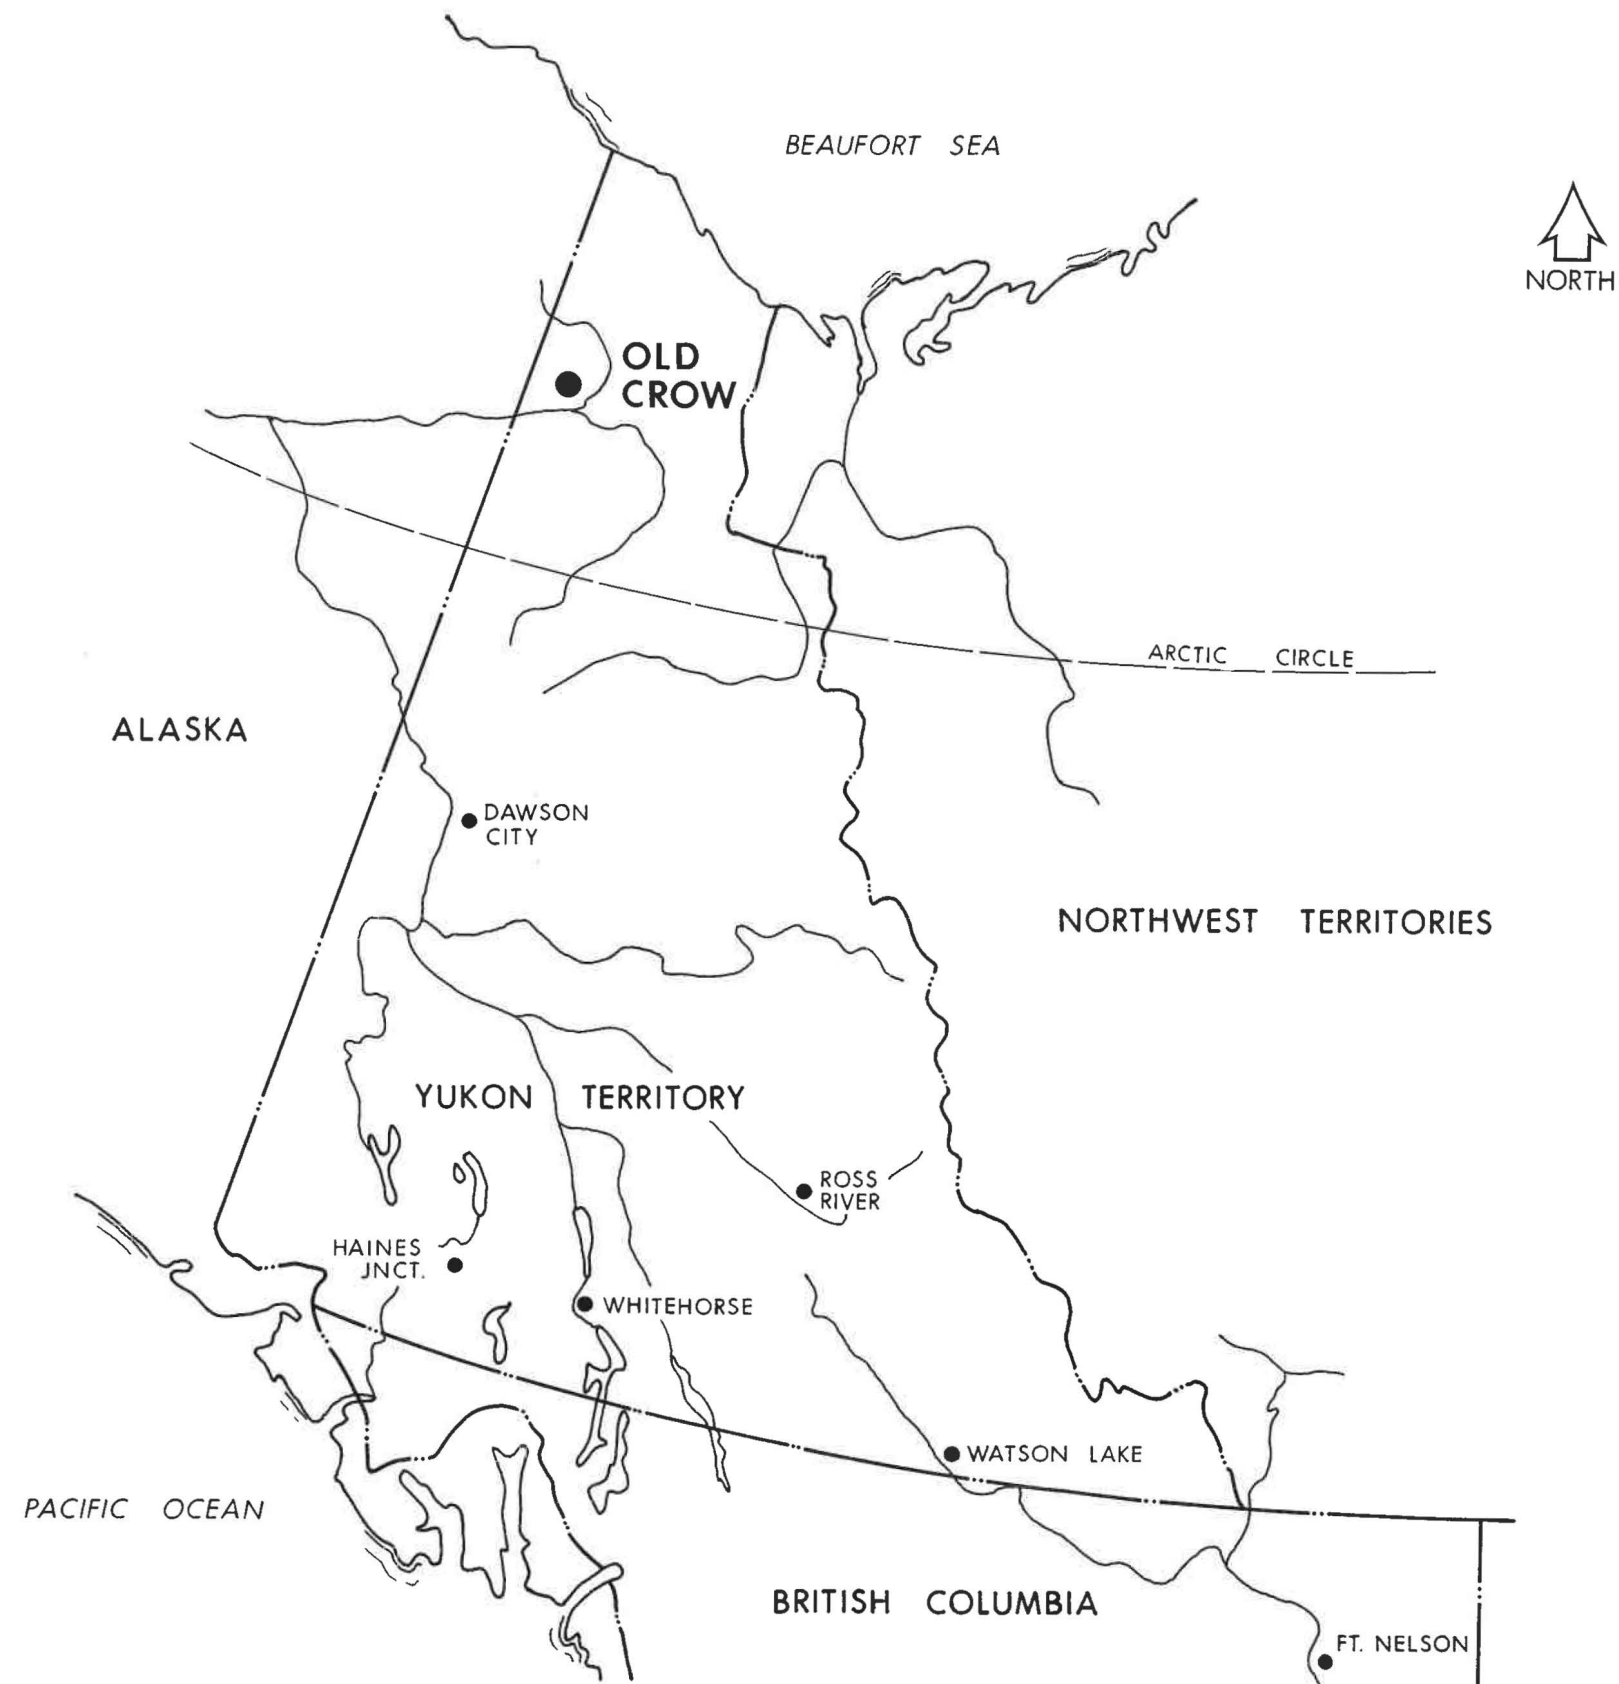 BEAUFORT SEA
NORTH
OLD
CROW
ARCTIC CIRCLE
ALASKA
DAWSON
CITY
NORTHWEST TERRITORIES
YUKON TERRITORY
ROSS
RIVER
HAINES
JNCT.
WHITEHORSE
WATSON LAKE
PACIFIC OCEAN
BRITISH COLUMBIA
FT. NELSON